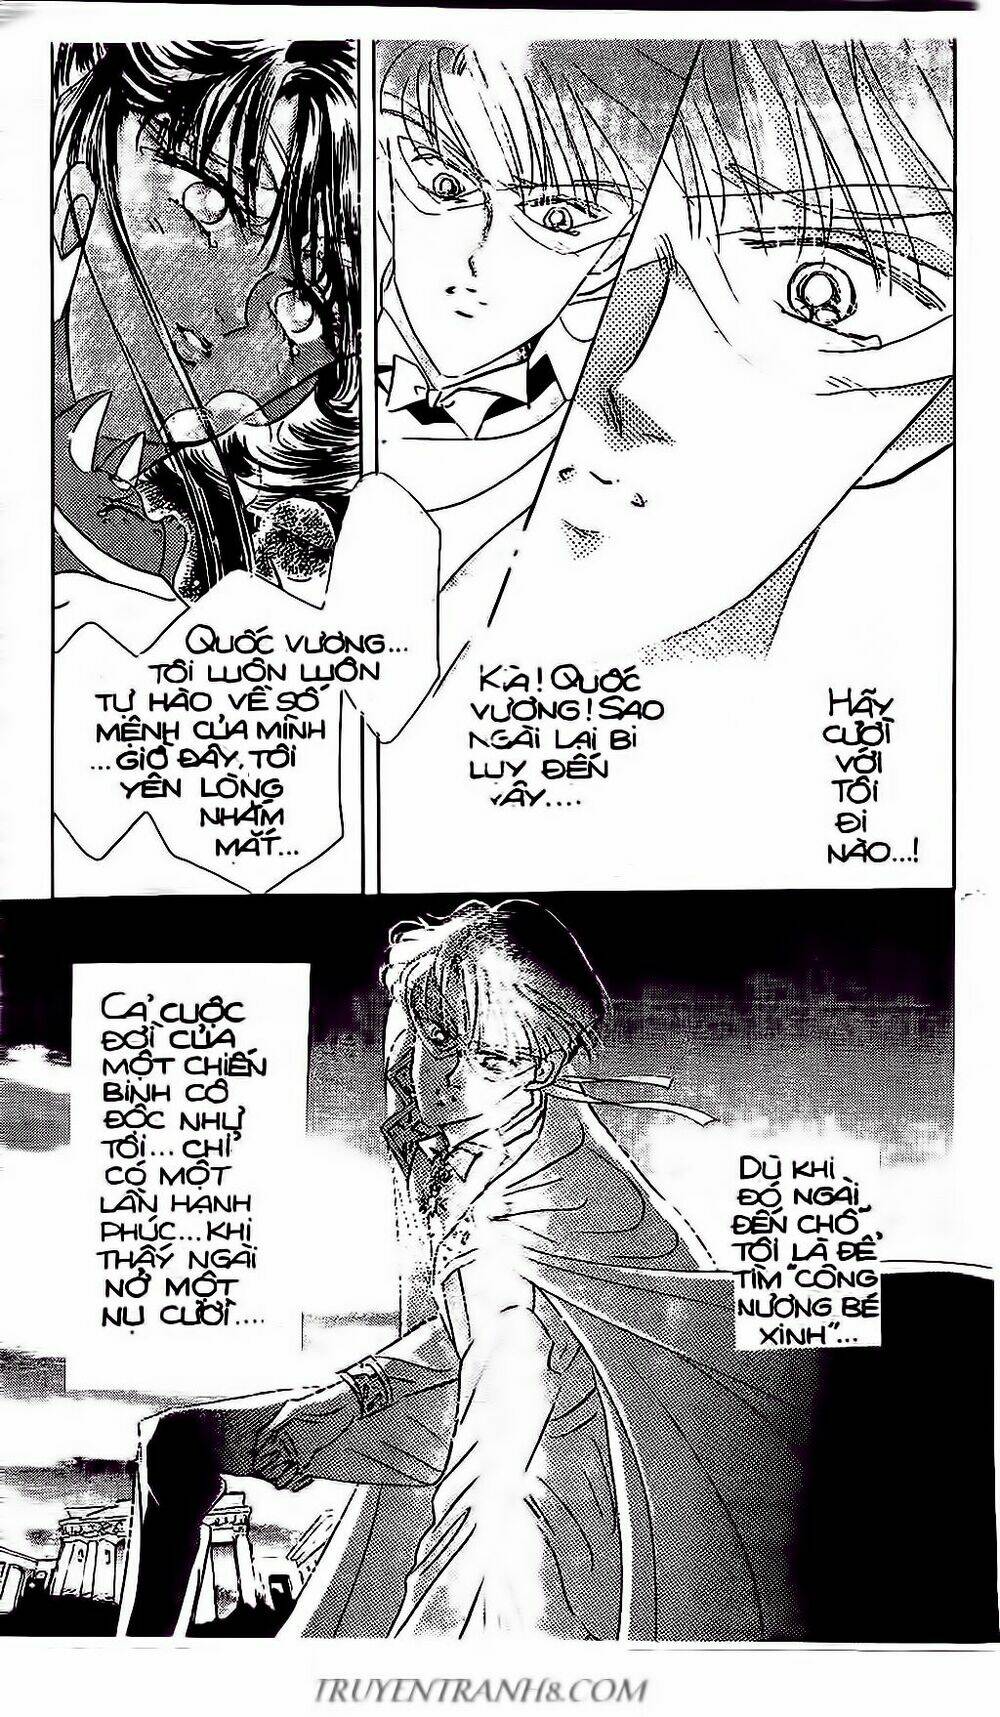 HÃY
CƯỜI
VỚI
TÔI
ĐI
NÀO...!
KÌA! QUỐC
VƯƠNG! SAO
NGÀI LẠI BI
LỤY ĐẾN
VẬY....
QUỐC VƯƠNG...
TÔI LUÔN LUÔN
TỰ HÀO VỀ SỐ
MỆNH CỦA MÌNH
...GIỜ ĐÂY, TÔI
YÊN LÒNG
NHẮM
MẮT...
CẢ CUỘC
ĐỜI CỦA
MỘT CHIẾN
BINH CÔ
ĐỐC NHƯ
TÔI... CHỈ
CÓ MỘT
LẦN HẠNH
PHÚC... KHI
THẤY NGÀI
NỞ MỘT
NỤ CƯỜI....
DÙ KHI
ĐÓ NGÀI
ĐẾN CHỖ
TÔI LÀ ĐỂ
TÌM "CÔNG
NƯƠNG BÉ
XINH"...
TRUYENTRANH8.COM